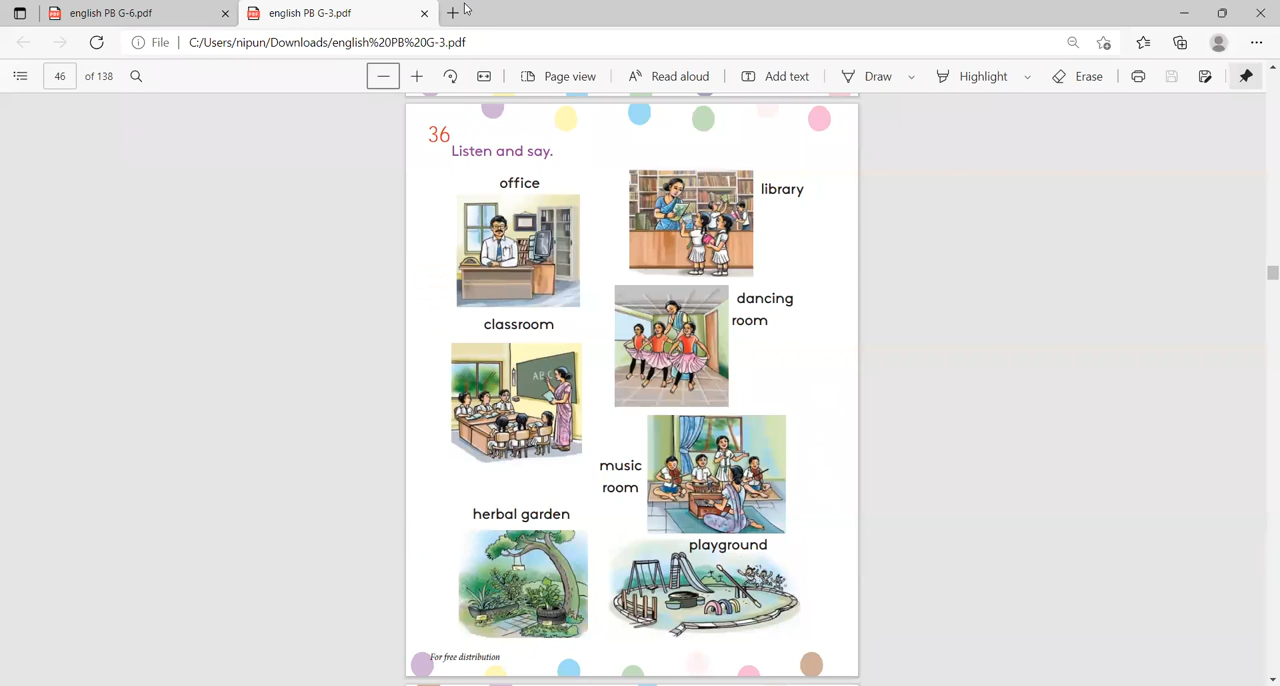 english PB G-6.pdf
english PB G-3.pdf
File
C:/Users/nipun/Downloads/english%20PB%20G-3.pdf
46
of 138
Page view
Read aloud
Add text
Draw
Highlight
Erase
36
Listen and say.
office
library
classroom
dancing
room
A B C
music
room
herbal garden
playground
For free distribution